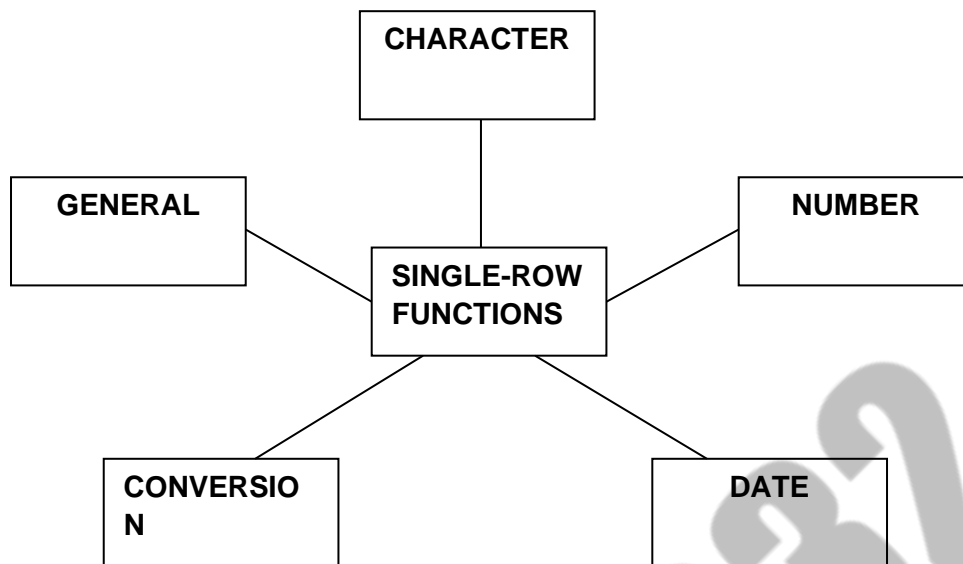 CHARACTER
GENERAL
NUMBER
SINGLE-ROW
FUNCTIONS
CONVERSIO
N
DATE